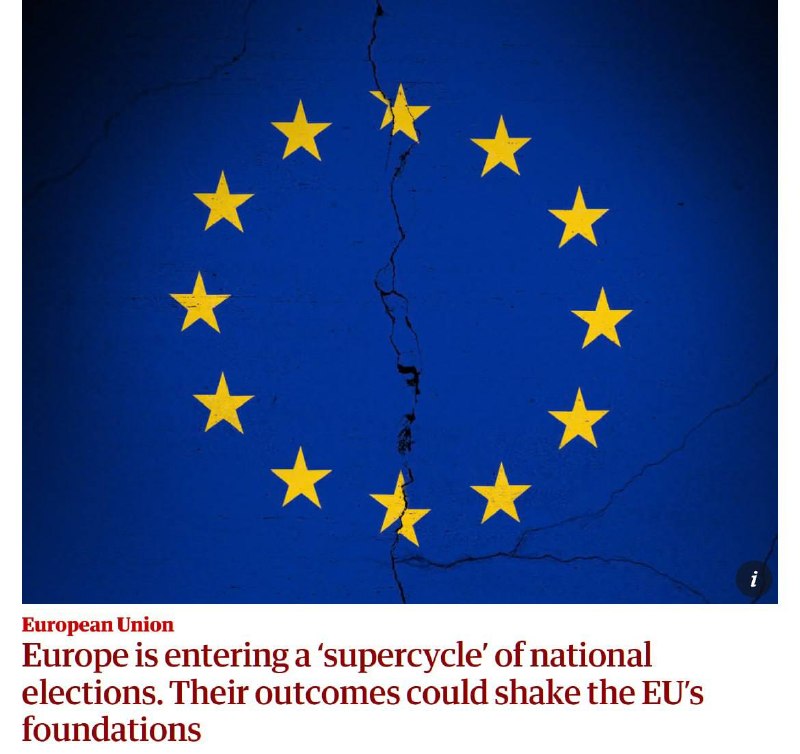 i
European Union
Europe is entering a ‘supercycle’ of national
elections. Their outcomes could shake the EU’s
foundations